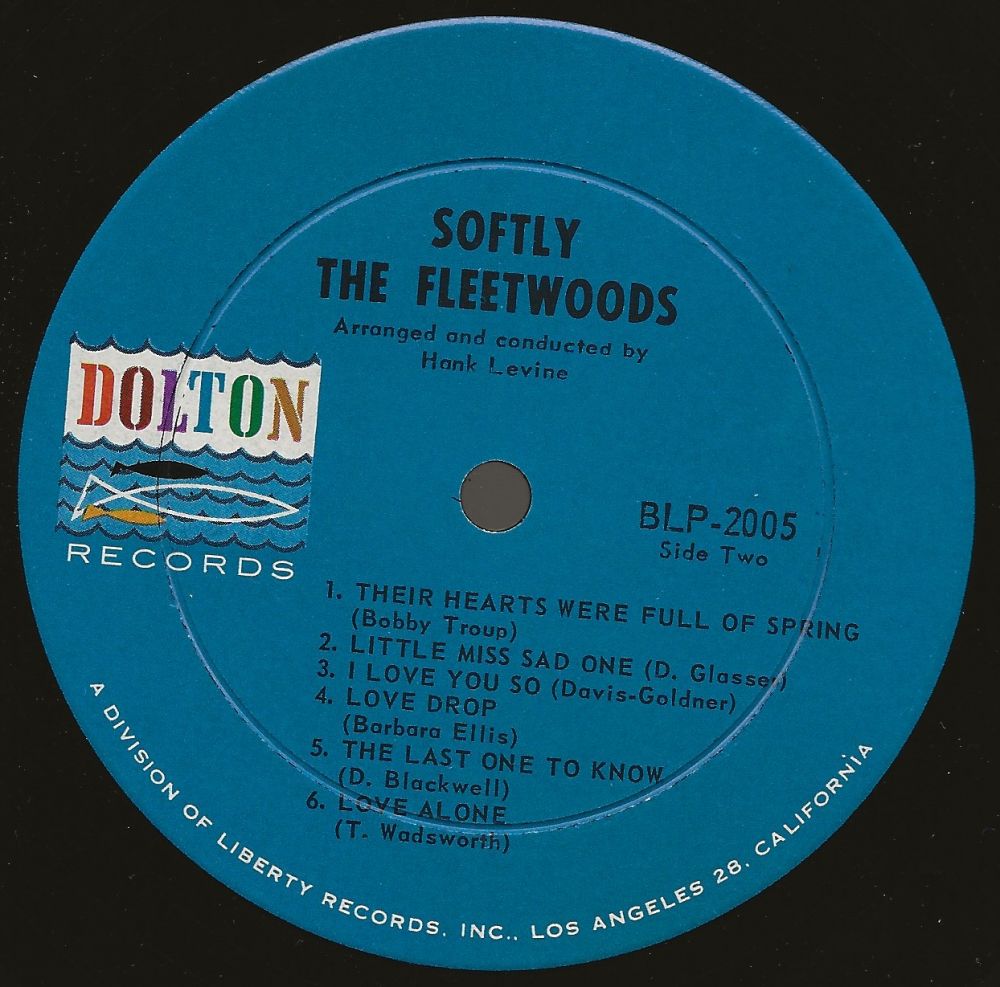 SOFTLY
THE FLEETWOODS
Arranged and conducted by
Hank Levine
DOLTON
RECORDS
BLP-2005
Side Two
1. THEIR HEARTS WERE FULL OF SPRING
(Bobby Troup)
2. LITTLE MISS SAD ONE (D. Glasser)
3. I LOVE YOU SO (Davis-Goldner)
4. LOVE DROP
(Barbara Ellis)
5. THE LAST ONE TO KNOW
(D. Blackwell)
6. LOVE ALONE
(T. Wadsworth)
A DIVISION OF LIBERTY RECORDS, INC., LOS ANGELES 28, CALIFORNIA